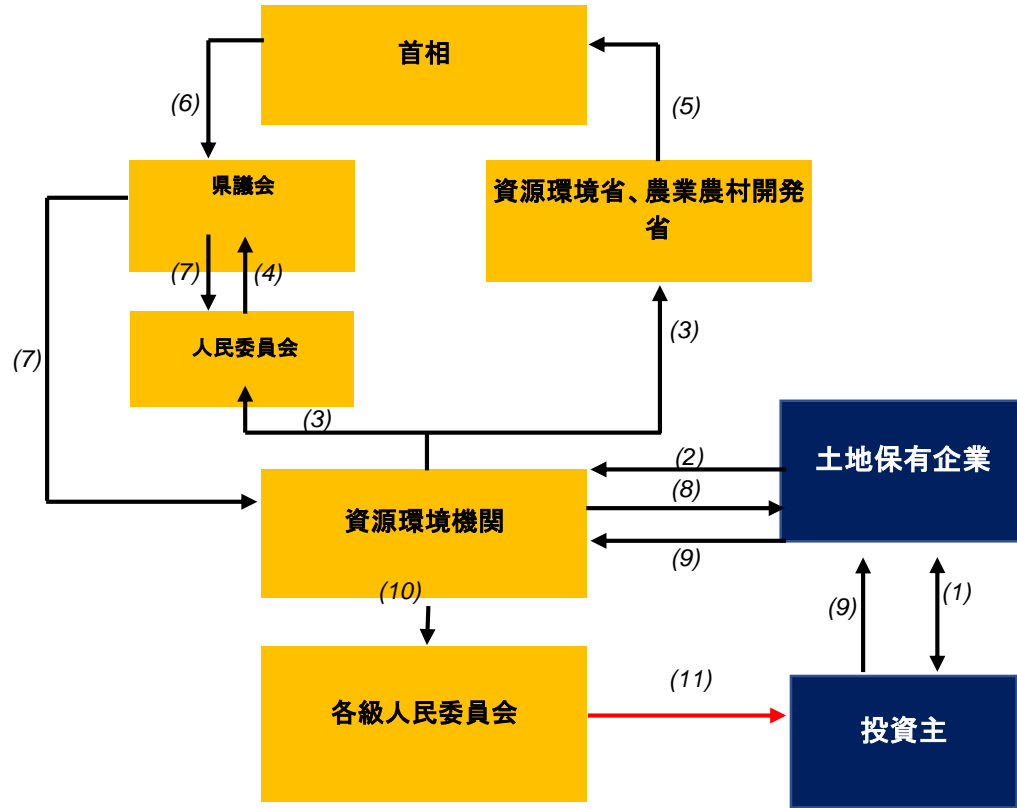 首相
(6)
(5)
県議会
資源環境省、農業農村開発
省
(7)
(4)
人民委員会
(7)
(3)
(3)
土地保有企業
(2)
(8)
資源環境機関
(9)
(10)
(9)
(1)
各級人民委員会
(11)
投資主